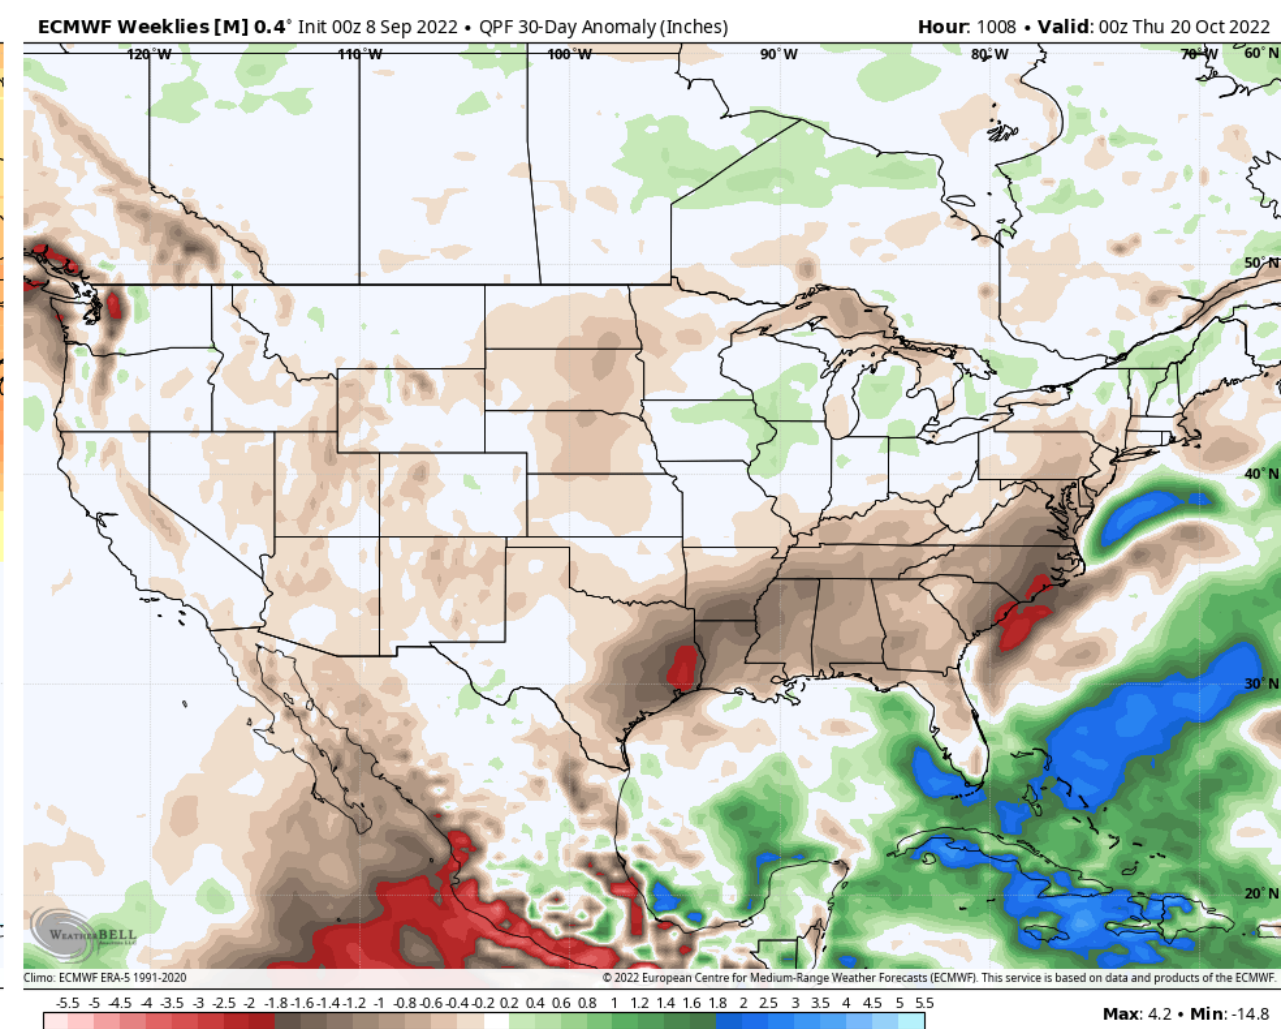 ECMWF Weeklies [M] 0.4° Init 00z 8 Sep 2022 • QPF 30-Day Anomaly (Inches)
Hour: 1008 • Valid: 00z Thu 20 Oct 2022
120°W 110°W 100°W 90°W 80°W 70°W 60°N
50°N
40°N
30°N
20°N
WEATHERBELL
Climo: ECMWF ERA-5 1991-2020
© 2022 European Centre for Medium-Range Weather Forecasts (ECMWF). This service is based on data and products of the ECMWF.
-5.5 -5 -4.5 -4 -3.5 -3 -2.5 -2 -1.8 -1.6 -1.4 -1.2 -1 -0.8 -0.6 -0.4 -0.2 0.2 0.4 0.6 0.8 1 1.2 1.4 1.6 1.8 2 2.5 3 3.5 4 4.5 5 5.5
Max: 4.2 • Min: -14.8